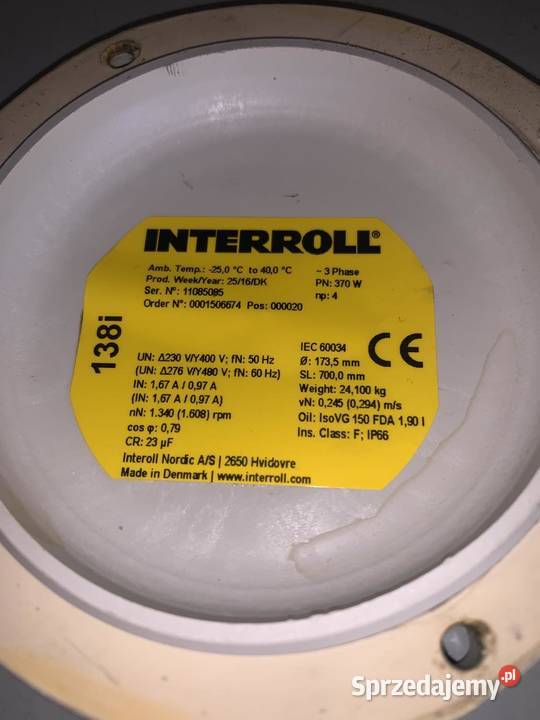 INTERROLL®
Amb. Temp.: -25,0 °C to 40,0 °C
Prod. Week/Year: 25/16/DK
Ser. N°: 11085085
Order N°: 0001506674 Pos: 000020
~ 3 Phase
PN: 370 W
np: 4
138i
UN: Δ230 V/Y400 V; fN: 50 Hz
(UN: Δ276 V/Y480 V; fN: 60 Hz)
IN: 1,67 A / 0,97 A
(IN: 1,67 A / 0,97 A)
nN: 1.340 (1.608) rpm
cos φ: 0,79
CR: 23 µF
IEC 60034
Ø: 173,5 mm
SL: 700,0 mm
Weight: 24,100 kg
vN: 0,245 (0,294) m/s
Oil: IsoVG 150 FDA 1,90 l
Ins. Class: F; IP66
CE
Interoll Nordic A/S | 2650 Hvidovre
Made in Denmark | www.interroll.com
Sprzedajemy.pl